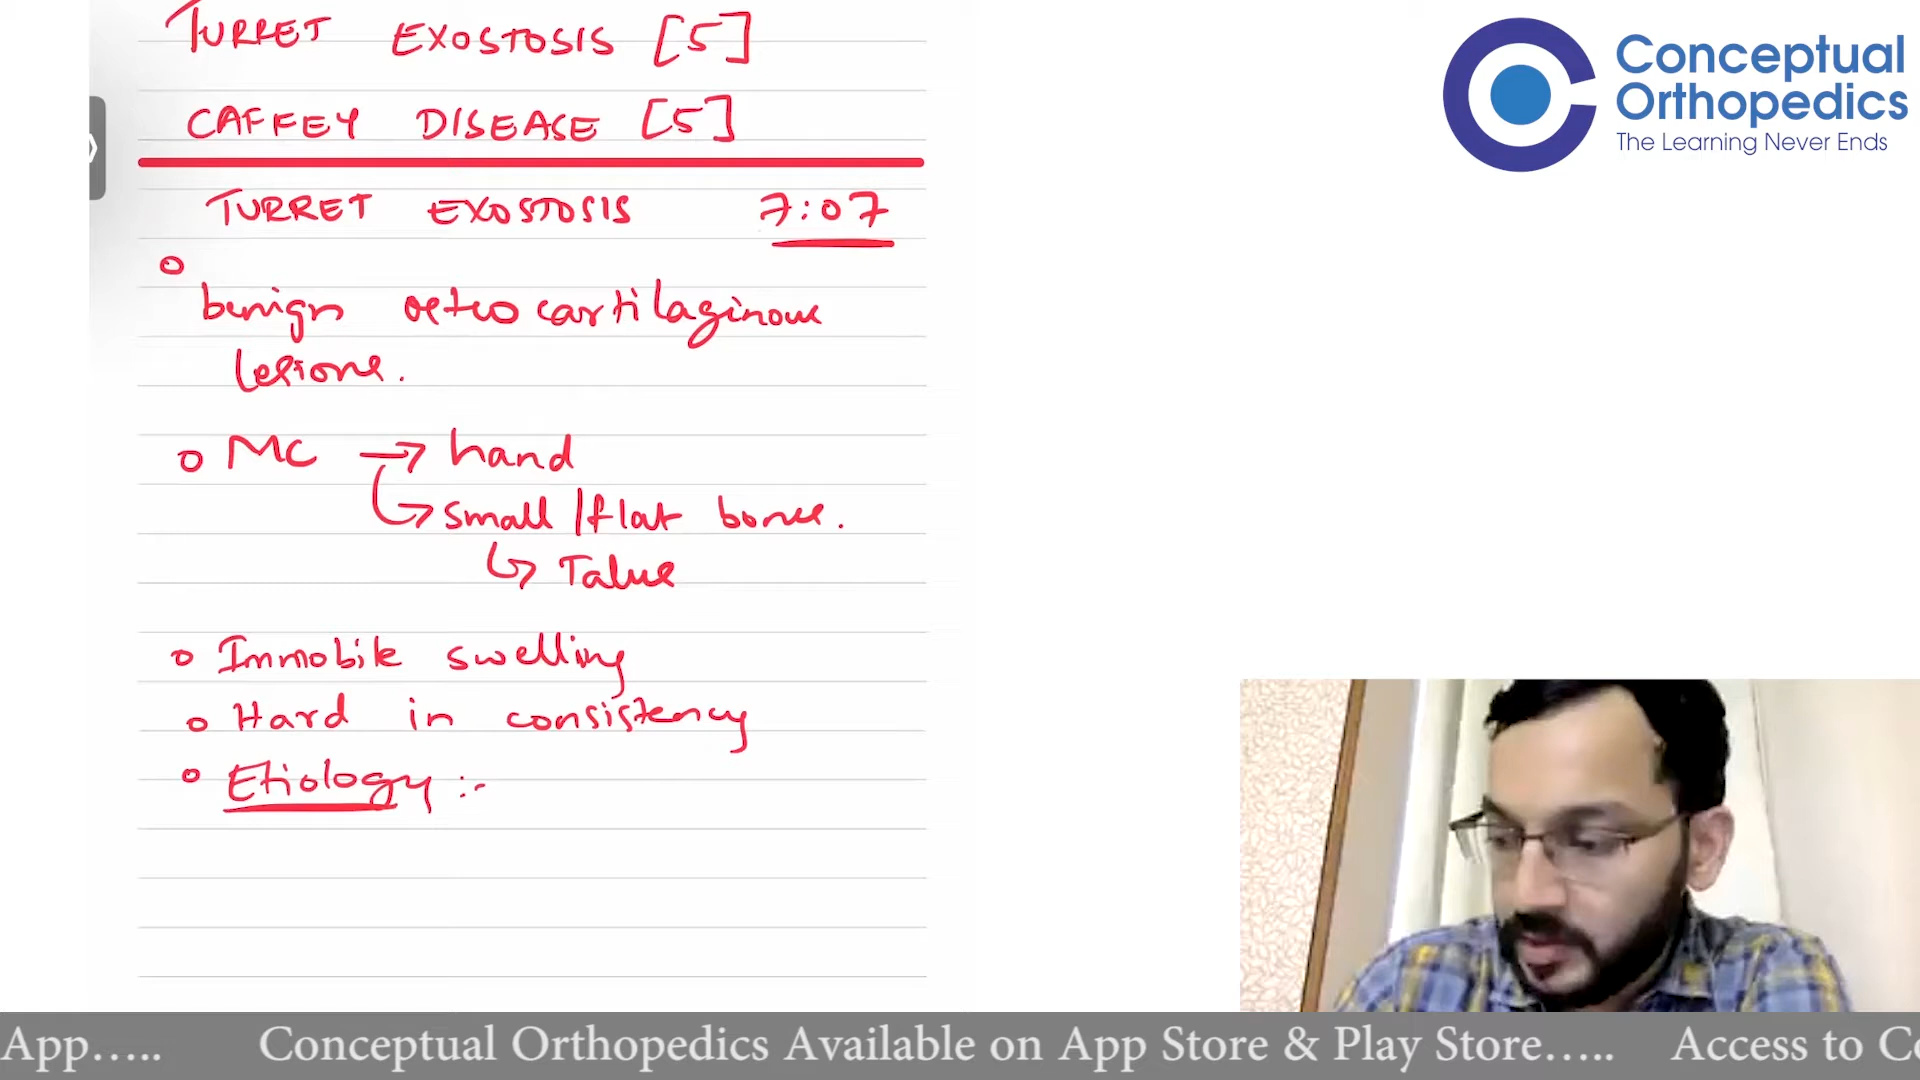 TURRET EXOSTOSIS [5]
CAFFEY DISEASE [5]
TURRET EXOSTOSIS 7:07
benign osteocartilaginous
lesions.
MC → hand
small/flat bones.
Talus
Immobile swelling
Hard in consistency
Etiology :-
Conceptual
Orthopedics
The Learning Never Ends
App..... Conceptual Orthopedics Available on App Store & Play Store..... Access to Co